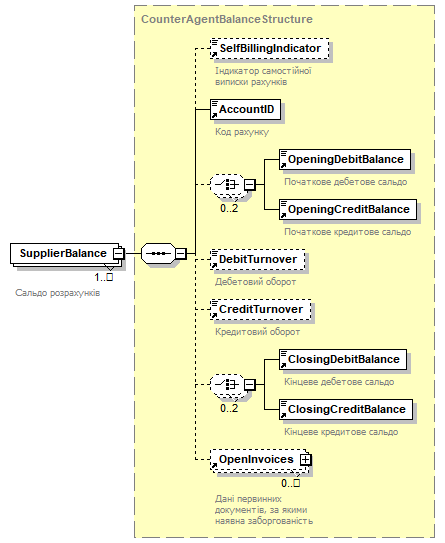 CounterAgentBalanceStructure
SelfBillingIndicator
Індикатор самостійної
виписки рахунків
AccountID
Код рахунку
OpeningDebitBalance
Початкове дебетове сальдо
0..2
OpeningCreditBalance
Початкове кредитове сальдо
SupplierBalance
1..□
Сальдо розрахунків
DebitTurnover
Дебетовий оборот
CreditTurnover
Кредитовий оборот
ClosingDebitBalance
Кінцеве дебетове сальдо
0..2
ClosingCreditBalance
Кінцеве кредитове сальдо
OpenInvoices
0..□
Дані первинних
документів, за якими
наявна заборгованість